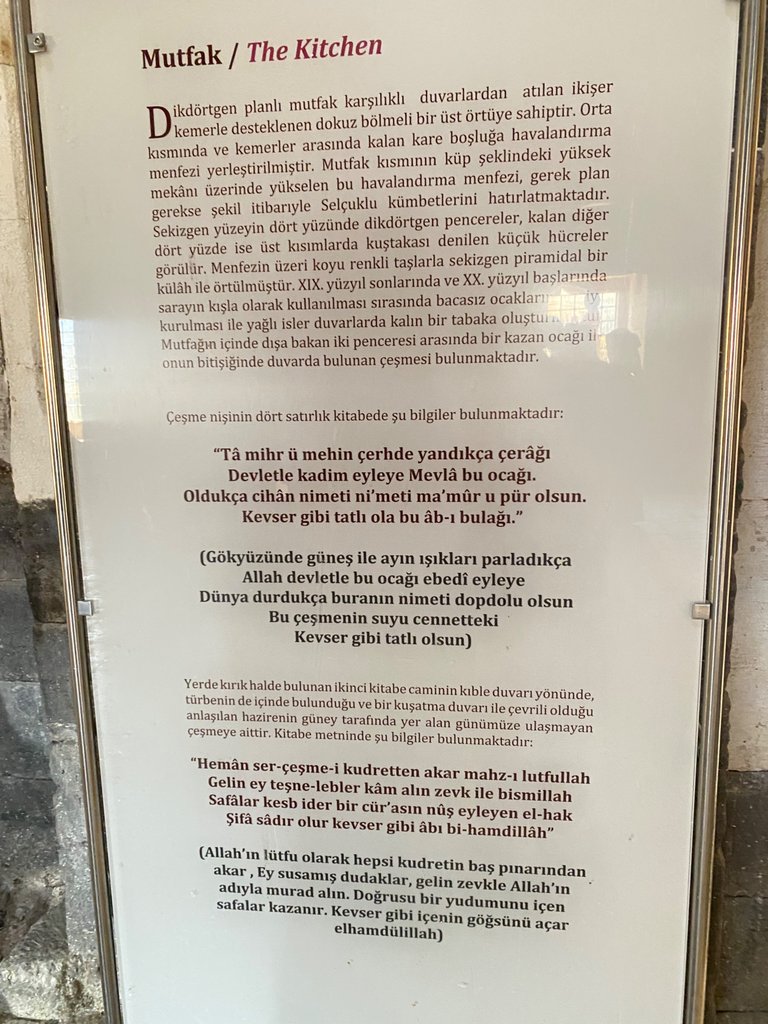 Mutfak / The Kitchen
Dikdörtgen planlı mutfak karşılıklı duvarlardan atılan ikişer
kemerle desteklenen dokuz bölmeli bir üst örtüye sahiptir. Orta
kısmında ve kemerler arasında kalan kare boşluğa havalandırma
menfezi yerleştirilmiştir. Mutfak kısmının küp şeklindeki yüksek
mekânı üzerinde yükselen bu havalandırma menfezi, gerek plan
gerekse şekil itibarıyle Selçuklu kümbetlerini hatırlatmaktadır.
Sekizgen yüzeyin dört yüzünde dikdörtgen pencereler, kalan diğer
dört yüzde ise üst kısımlarda kuştakası denilen küçük hücreler
görülür. Menfezin üzeri koyu renkli taşlarla sekizgen piramidal bir
külâh ile örtülmüştür. XIX. yüzyıl sonlarında ve XX. yüzyıl başlarında
sarayın kışla olarak kullanılması sırasında bacasız ocakların
kurulması ile yağlı isler duvarlarda kalın bir tabaka
Mutfağın içinde dışa bakan iki penceresi arasında bir kazan ocağı
onun bitişiğinde duvarda bulunan çeşmesi bulunmaktadır.
Çeşme nişinin dört satırlık kitabede şu bilgiler bulunmaktadır:
“Tâ mihr ü mehin çerhde yandıkça çerâğı
Devletle kadim eyleye Mevlâ bu ocağı.
Oldukça cihân nimeti ni’meti ma’mûr u pür olsun.
Kevser gibi tatlı ola bu âb-ı bulağı.”
(Gökyüzünde güneş ile ayın ışıkları parladıkça
Allah devletle bu ocağı ebedî eyleye
Dünya durdukça buranın nimeti dopdolu olsun
Bu çeşmenin suyu cennetteki
Kevser gibi tatlı olsun)
Yerde kırık halde bulunan ikinci kitabe caminin kıble duvarı yönünde,
türbenin de içinde bulunduğu ve bir kuşatma duvarı ile çevrili olduğu
anlaşılan hazirenin güney tarafında yer alan günümüze ulaşmayan
çeşmeye aittir. Kitabe metninde şu bilgiler bulunmaktadır:
“Hemân ser-çeşme-i kudretten akar mahz-ı lutfullah
Gelin ey teşne-lebler kâm alın zevk ile bismillah
Safâlar kesb ider bir cür’asın nûş eyleyen el-hak
Şifâ sâdır olur kevser gibi âbı bi-hamdillâh”
(Allah’ın lütfu olarak hepsi kudretin baş pınarından
akar , Ey susamış dudaklar, gelin zevkle Allah’ın
adıyla murad alın. Doğrusu bir yudumunu içen
safalar kazanır. Kevser gibi içenin göğsünü açar
elhamdülillah)